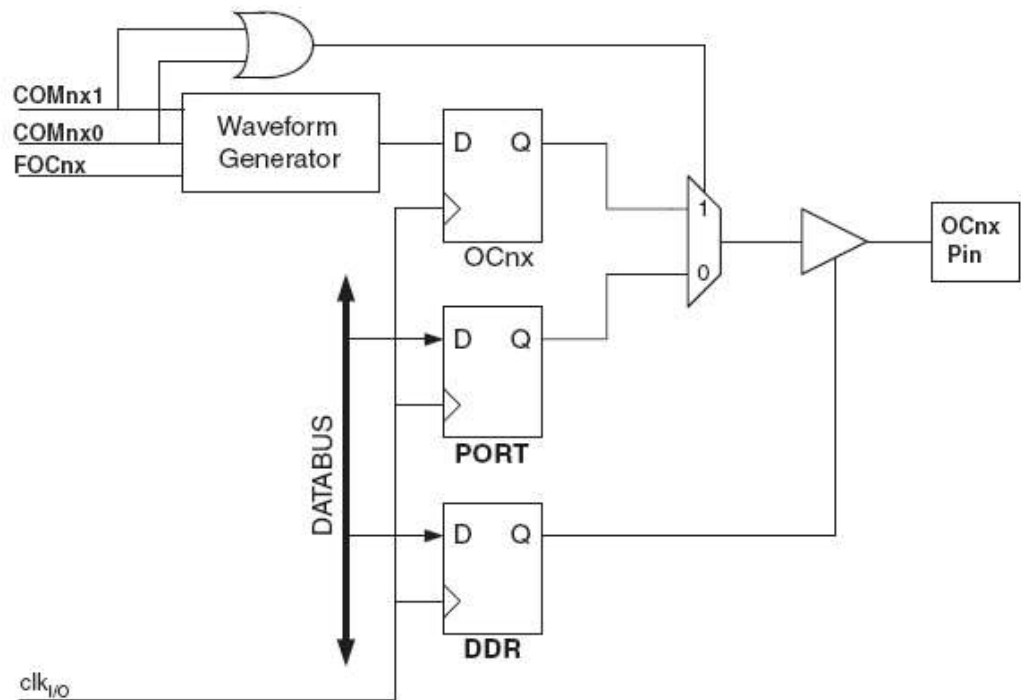 COMnx1
COMnx0
FOCnx
Waveform
Generator
D Q
OCnx
1
0
OCnx
Pin
D Q
PORT
DATABUS
D Q
DDR
clkI/O